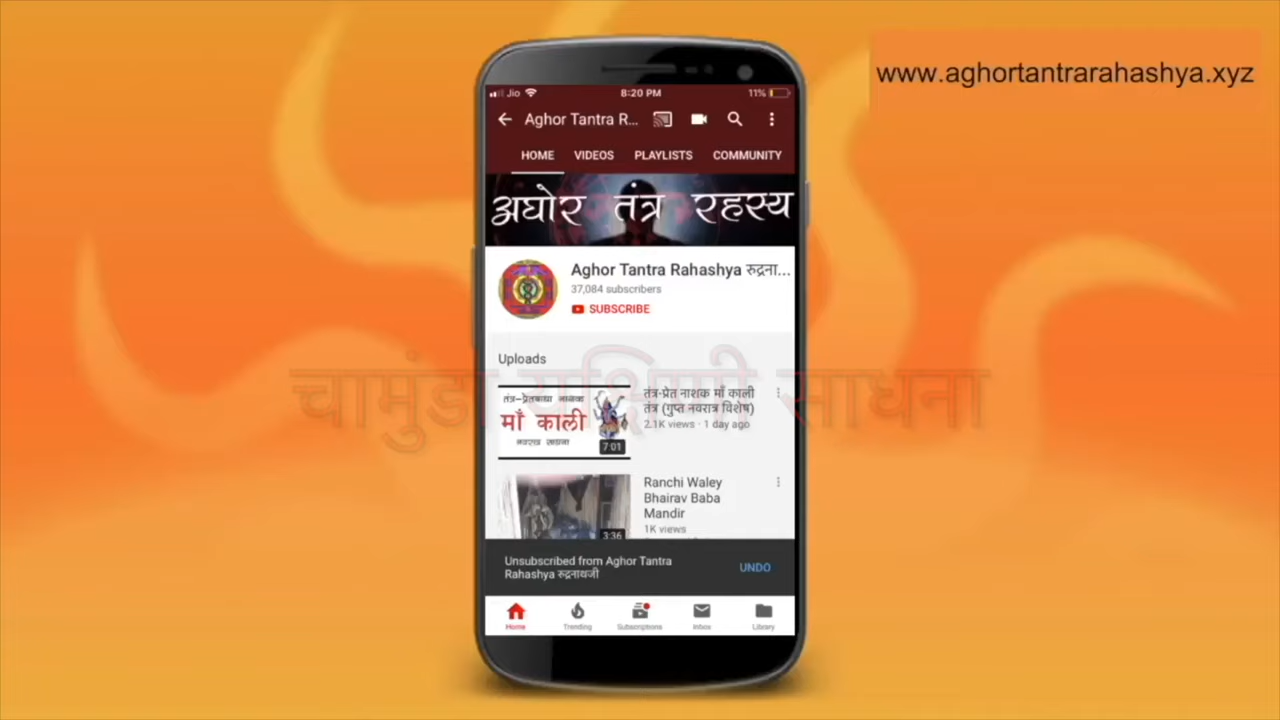 www.aghortantrarahashya.xyz
Jio 8:20 PM 11%
Aghor Tantra R...
HOME VIDEOS PLAYLISTS COMMUNITY
अघोर तंत्र रहस्य
Aghor Tantra Rahashya रुद्रना...
37,084 subscribers
SUBSCRIBE
Uploads
चामुंडा यक्षिणी साधना
माँ काली
7:01
तंत्र-प्रेत नाशक माँ काली
तंत्र (गुप्त नवरात्र विशेष)
2.1K views · 1 day ago
3:36
Ranchi Waley
Bhairav Baba
Mandir
1K views
Unsubscribed from Aghor Tantra
Rahashya रुद्रनाथजी
UNDO
Home Trending Subscriptions Inbox Library